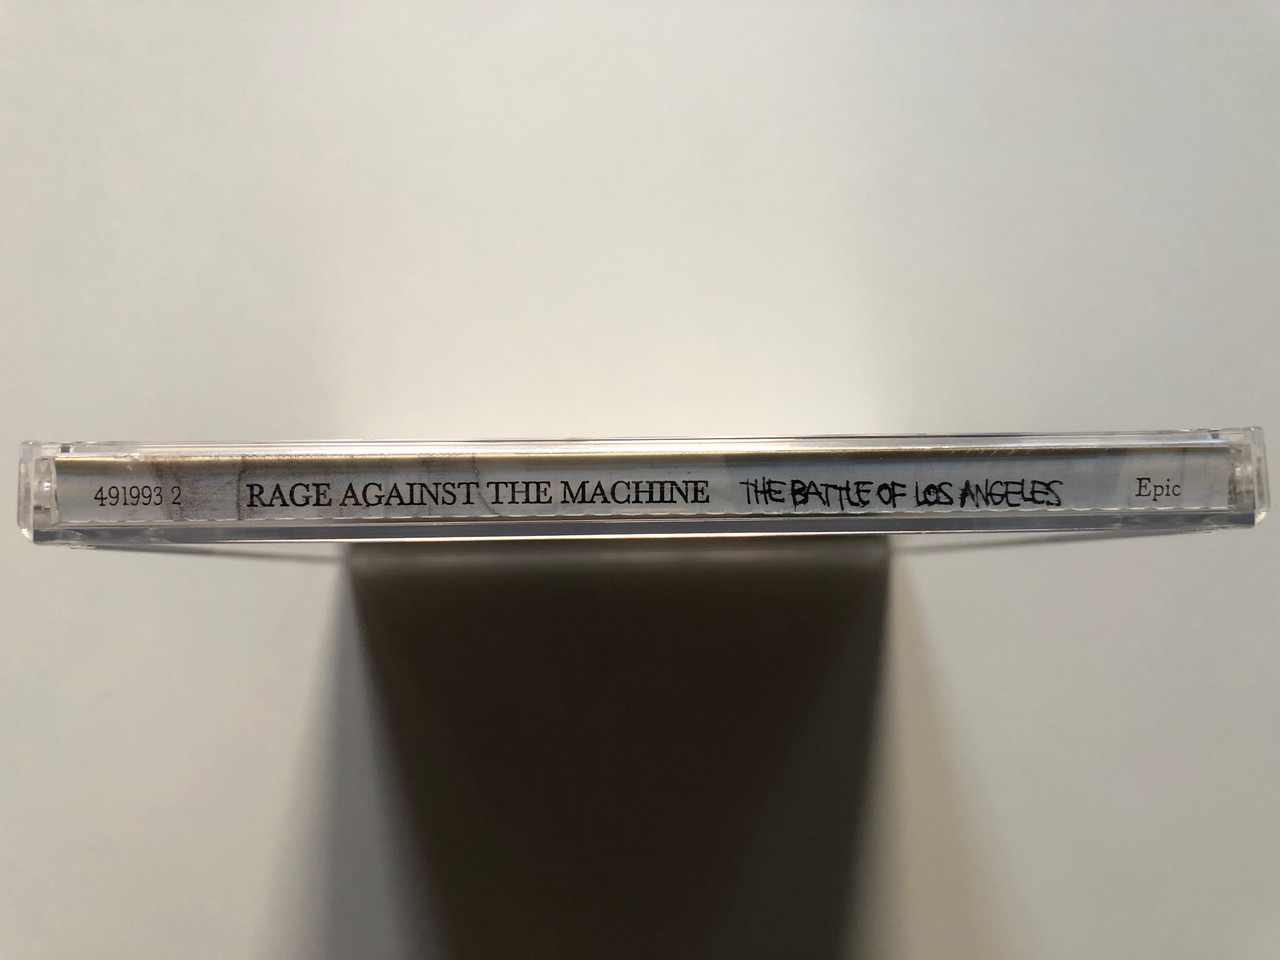 491993 2 RAGE AGAINST THE MACHINE THE BATTLE OF LOS ANGELES Epic